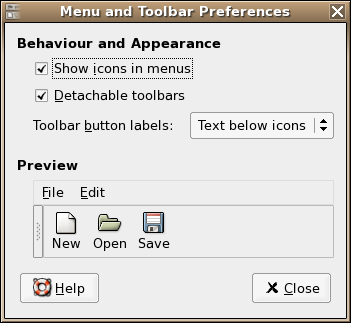 Menu and Toolbar Preferences
Behaviour and Appearance
Show icons in menus
Detachable toolbars
Toolbar button labels: Text below icons
Preview
File Edit
New Open Save
Help Close